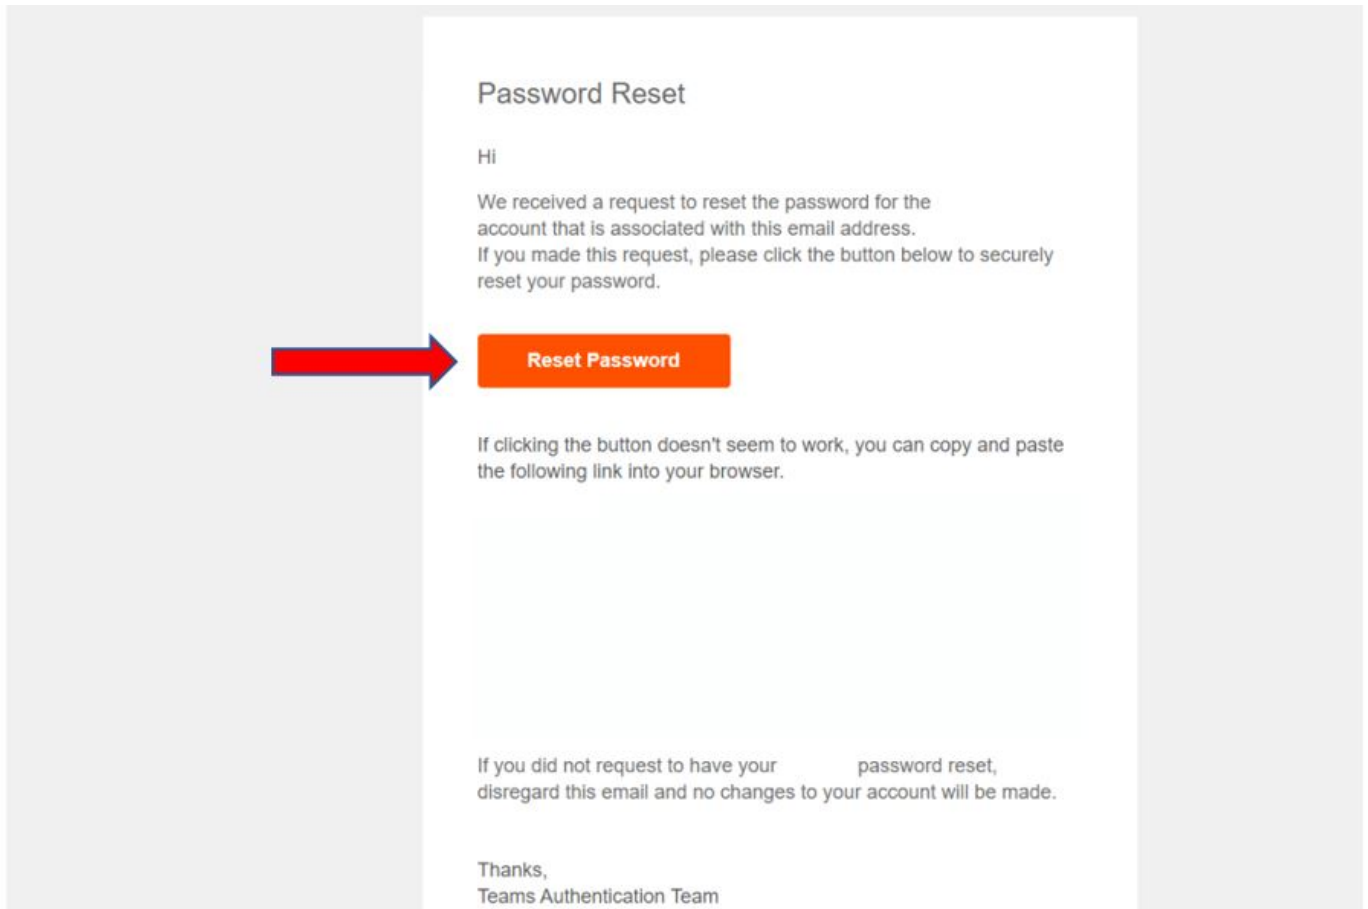 Password Reset
Hi
We received a request to reset the password for the
account that is associated with this email address.
If you made this request, please click the button below to securely
reset your password.
Reset Password
If clicking the button doesn't seem to work, you can copy and paste
the following link into your browser.
If you did not request to have your password reset,
disregard this email and no changes to your account will be made.
Thanks,
Teams Authentication Team